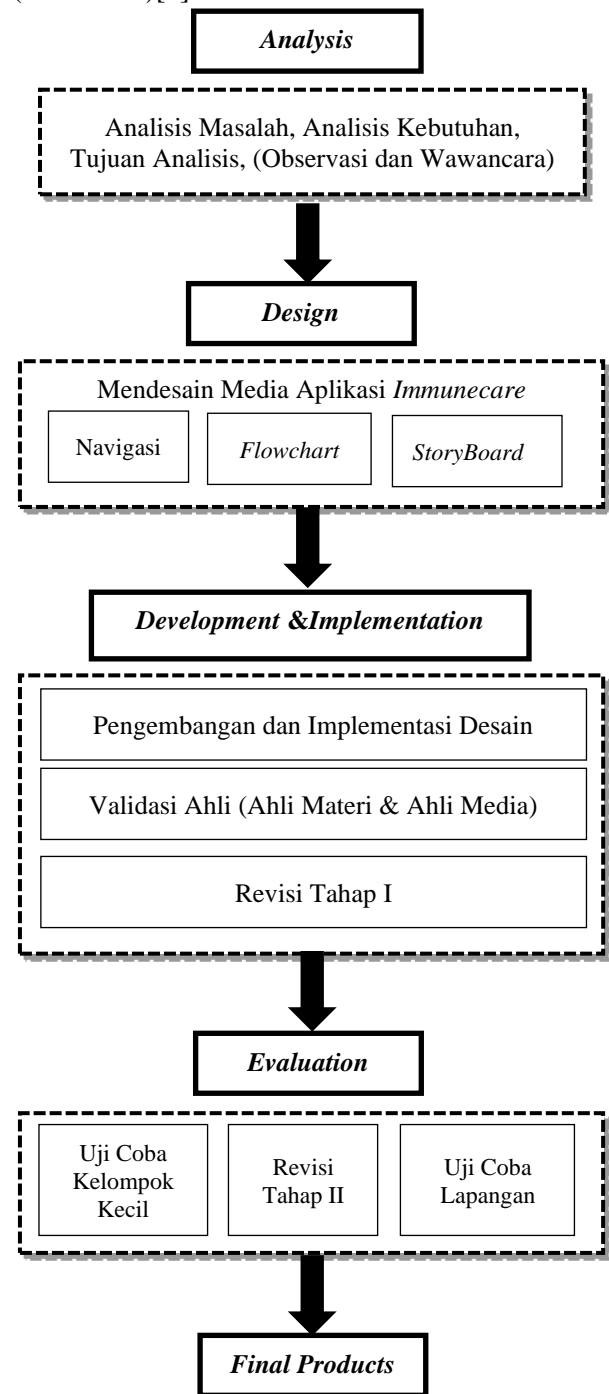 Analysis
Analisis Masalah, Analisis Kebutuhan,
Tujuan Analisis, (Observasi dan Wawancara)
Design
Mendesain Media Aplikasi Immunecare
Navigasi
Flowchart
StoryBoard
Development &Implementation
Pengembangan dan Implementasi Desain
Validasi Ahli (Ahli Materi & Ahli Media)
Revisi Tahap I
Evaluation
Uji Coba
Kelompok
Kecil
Revisi
Tahap II
Uji Coba
Lapangan
Final Products